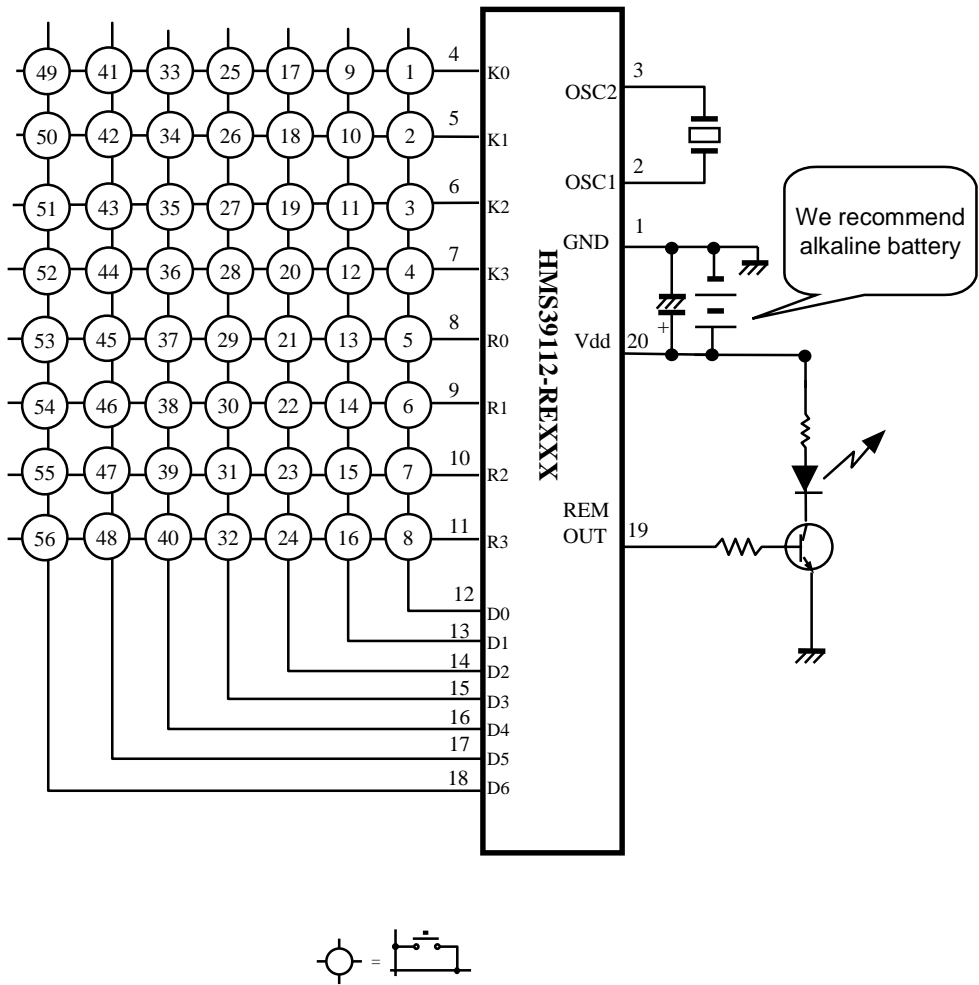 49 41 33 25 17 9 1 4 K0
50 42 34 26 18 10 2 5 K1
51 43 35 27 19 11 3 6 K2
52 44 36 28 20 12 4 7 K3
53 45 37 29 21 13 5 8 R0
54 46 38 30 22 14 6 9 R1
55 47 39 31 23 15 7 10 R2
56 48 40 32 24 16 8 11 R3
12 D0
13 D1
14 D2
15 D3
16 D4
17 D5
18 D6
HMS39112-REXXX
OSC2 3
OSC1 2
GND 1
Vdd 20
+
REM
OUT 19
We recommend
alkaline battery
=